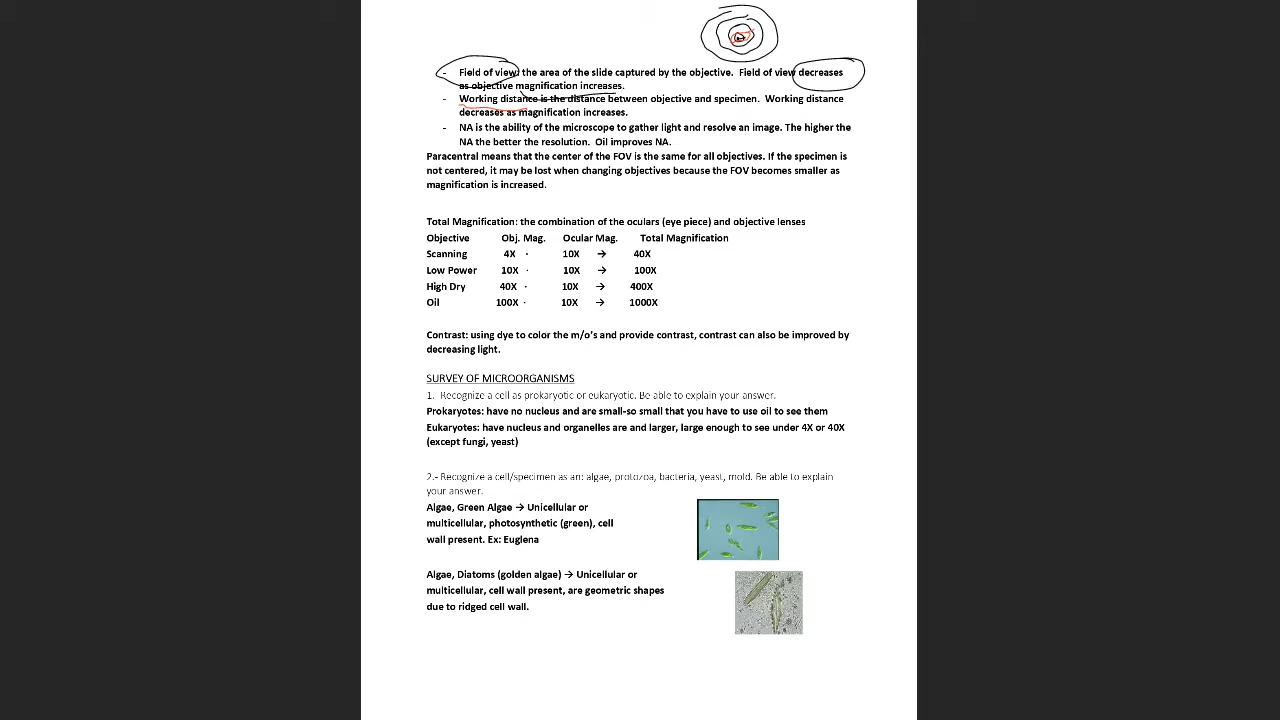 - Field of view: the area of the slide captured by the objective. Field of view decreases
as objective magnification increases.
- Working distance is the distance between objective and specimen. Working distance
decreases as magnification increases.
- NA is the ability of the microscope to gather light and resolve an image. The higher the
NA the better the resolution. Oil improves NA.
Paracentral means that the center of the FOV is the same for all objectives. If the specimen is
not centered, it may be lost when changing objectives because the FOV becomes smaller as
magnification is increased.
Total Magnification: the combination of the oculars (eye piece) and objective lenses
Objective Obj. Mag. Ocular Mag. Total Magnification
Scanning 4X · 10X → 40X
Low Power 10X · 10X → 100X
High Dry 40X · 10X → 400X
Oil 100X · 10X → 1000X
Contrast: using dye to color the m/o's and provide contrast, contrast can also be improved by
decreasing light.
SURVEY OF MICROORGANISMS
1. Recognize a cell as prokaryotic or eukaryotic. Be able to explain your answer.
Prokaryotes: have no nucleus and are small-so small that you have to use oil to see them
Eukaryotes: have nucleus and organelles are and larger, large enough to see under 4X or 40X
(except fungi, yeast)
2.- Recognize a cell/specimen as an: algae, protozoa, bacteria, yeast, mold. Be able to explain
your answer.
Algae, Green Algae → Unicellular or
multicellular, photosynthetic (green), cell
wall present. Ex: Euglena
Algae, Diatoms (golden algae) → Unicellular or
multicellular, cell wall present, are geometric shapes
due to ridged cell wall.